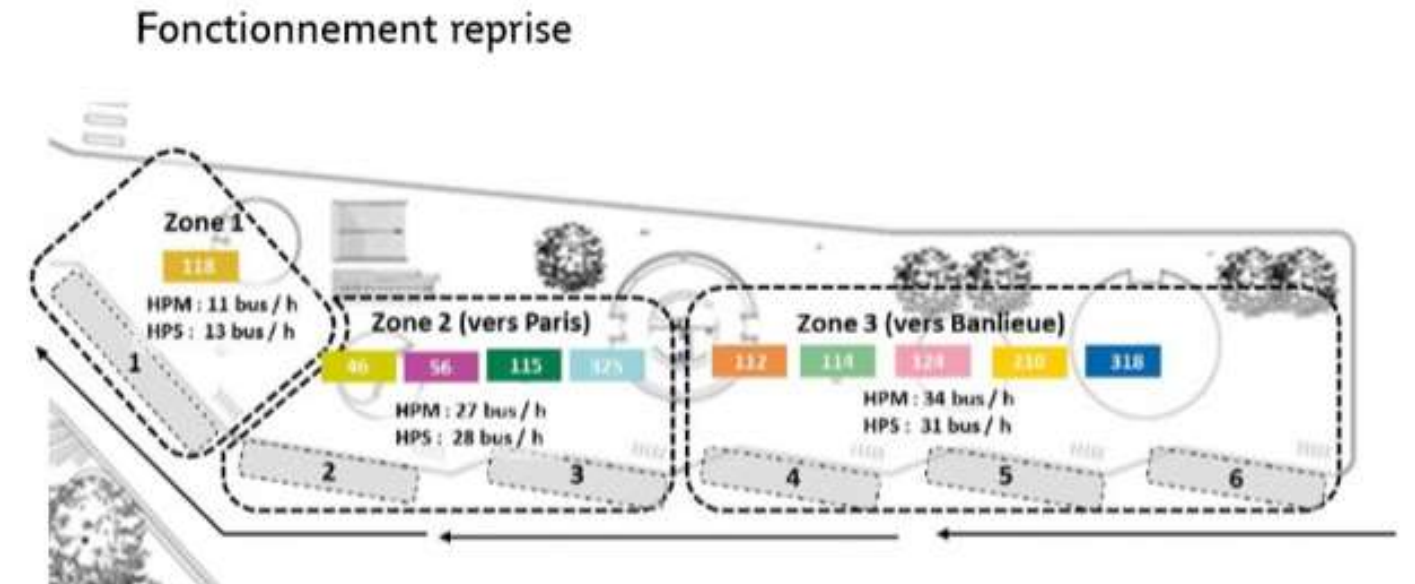 Fonctionnement reprise
Zone 1
118
HPM : 11 bus / h
HPS : 13 bus / h
1
Zone 2 (vers Paris)
46 56 115 325
HPM : 27 bus / h
HPS : 28 bus / h
2
3
Zone 3 (vers Banlieue)
112 114 124 210 318
HPM : 34 bus / h
HPS : 31 bus / h
4
5
6